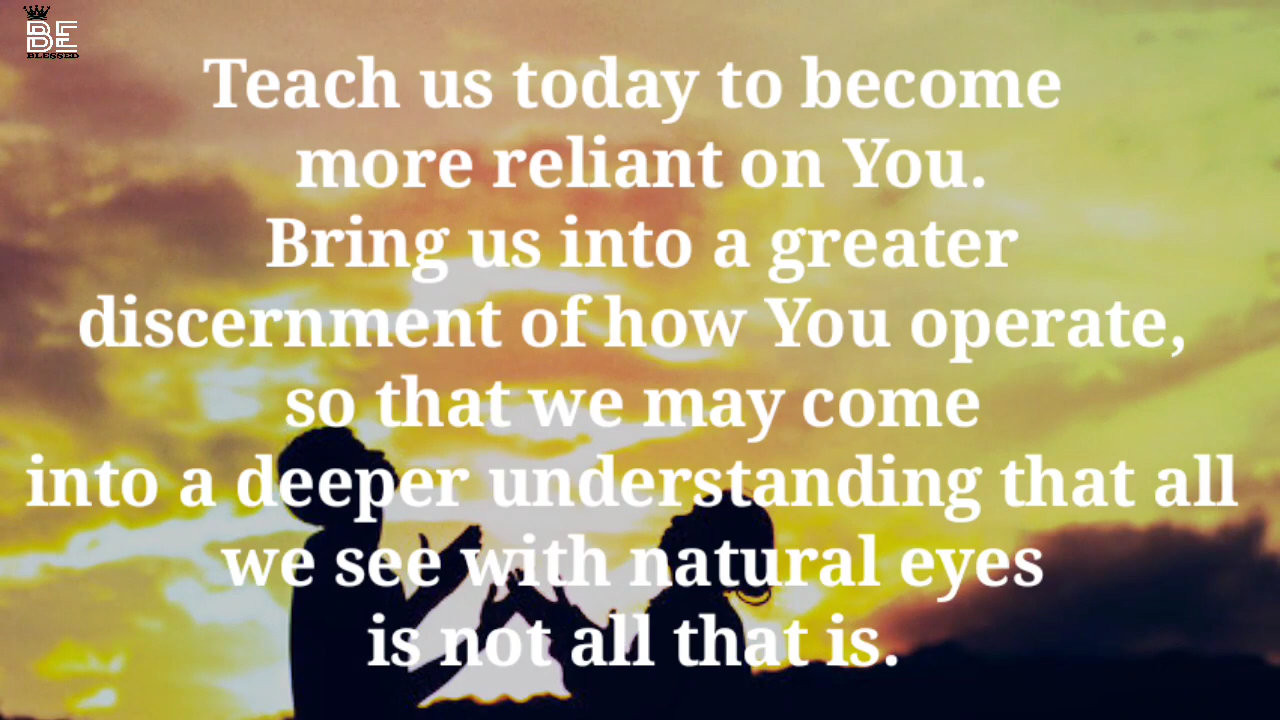 BE
BLESSED
Teach us today to become
more reliant on You.
Bring us into a greater
discernment of how You operate,
so that we may come
into a deeper understanding that all
we see with natural eyes
is not all that is.